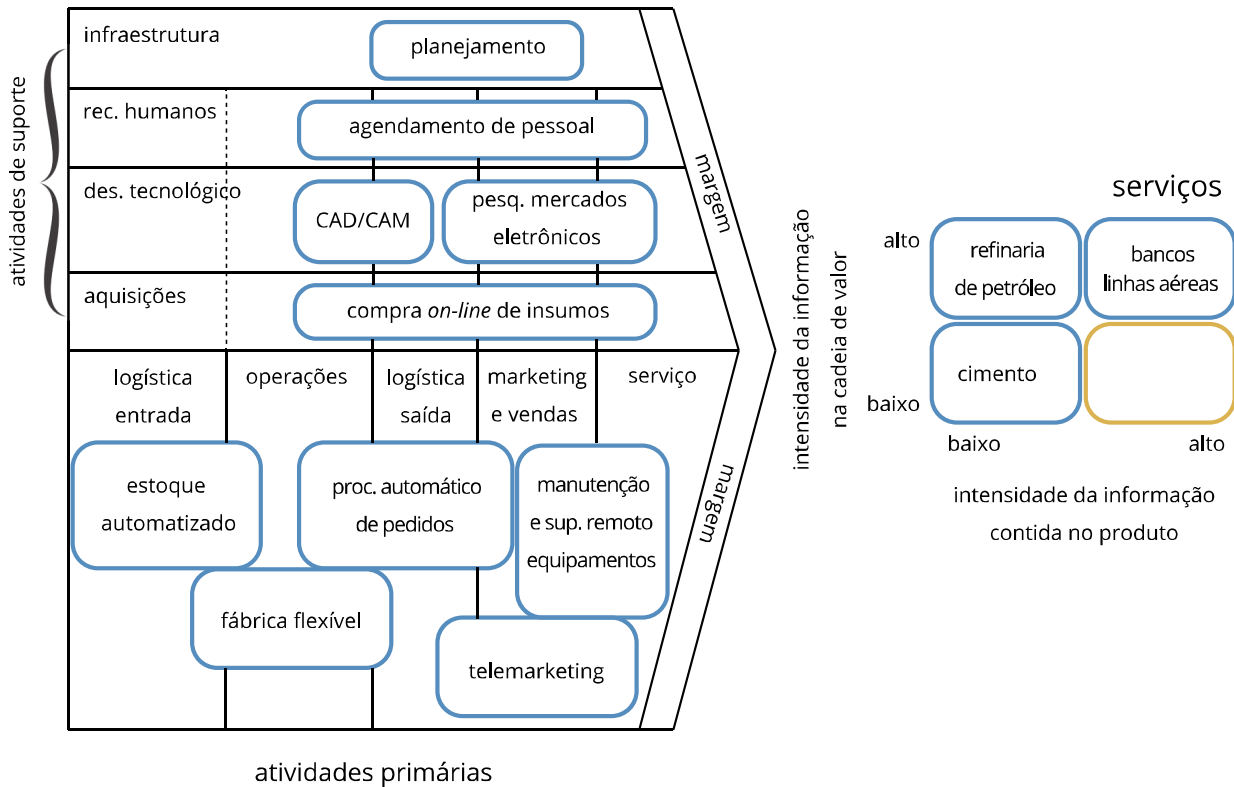 atividades de suporte
infraestrutura
planejamento
rec. humanos
agendamento de pessoal
des. tecnológico
CAD/CAM
pesq. mercados
eletrônicos
aquisições
compra on-line de insumos
margem
logística
entrada
operações
logística
saída
marketing
e vendas
serviço
estoque
automatizado
proc. automático
de pedidos
manutenção
e sup. remoto
equipamentos
fábrica flexível
telemarketing
margem
atividades primárias
intensidade da informação
na cadeia de valor
serviços
alto
refinaria
de petróleo
bancos
linhas aéreas
cimento
baixo
baixo
alto
intensidade da informação
contida no produto